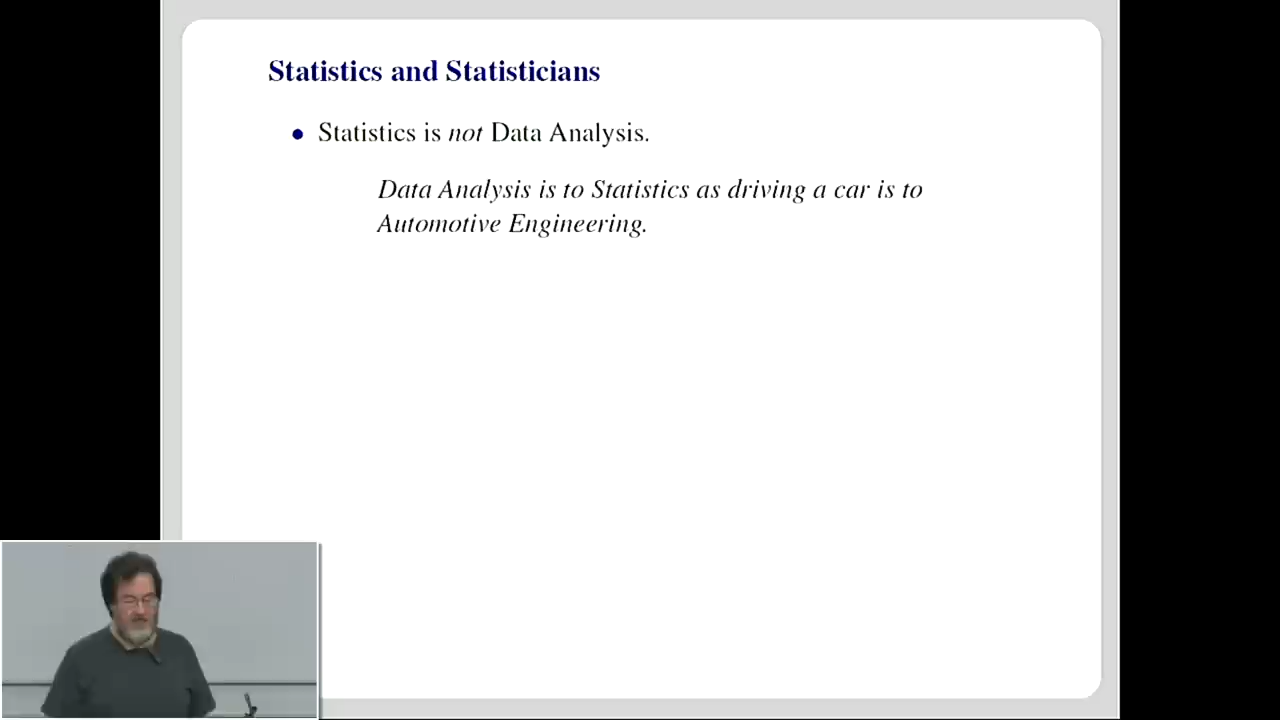 Statistics and Statisticians
Statistics is not Data Analysis.
Data Analysis is to Statistics as driving a car is to
Automotive Engineering.